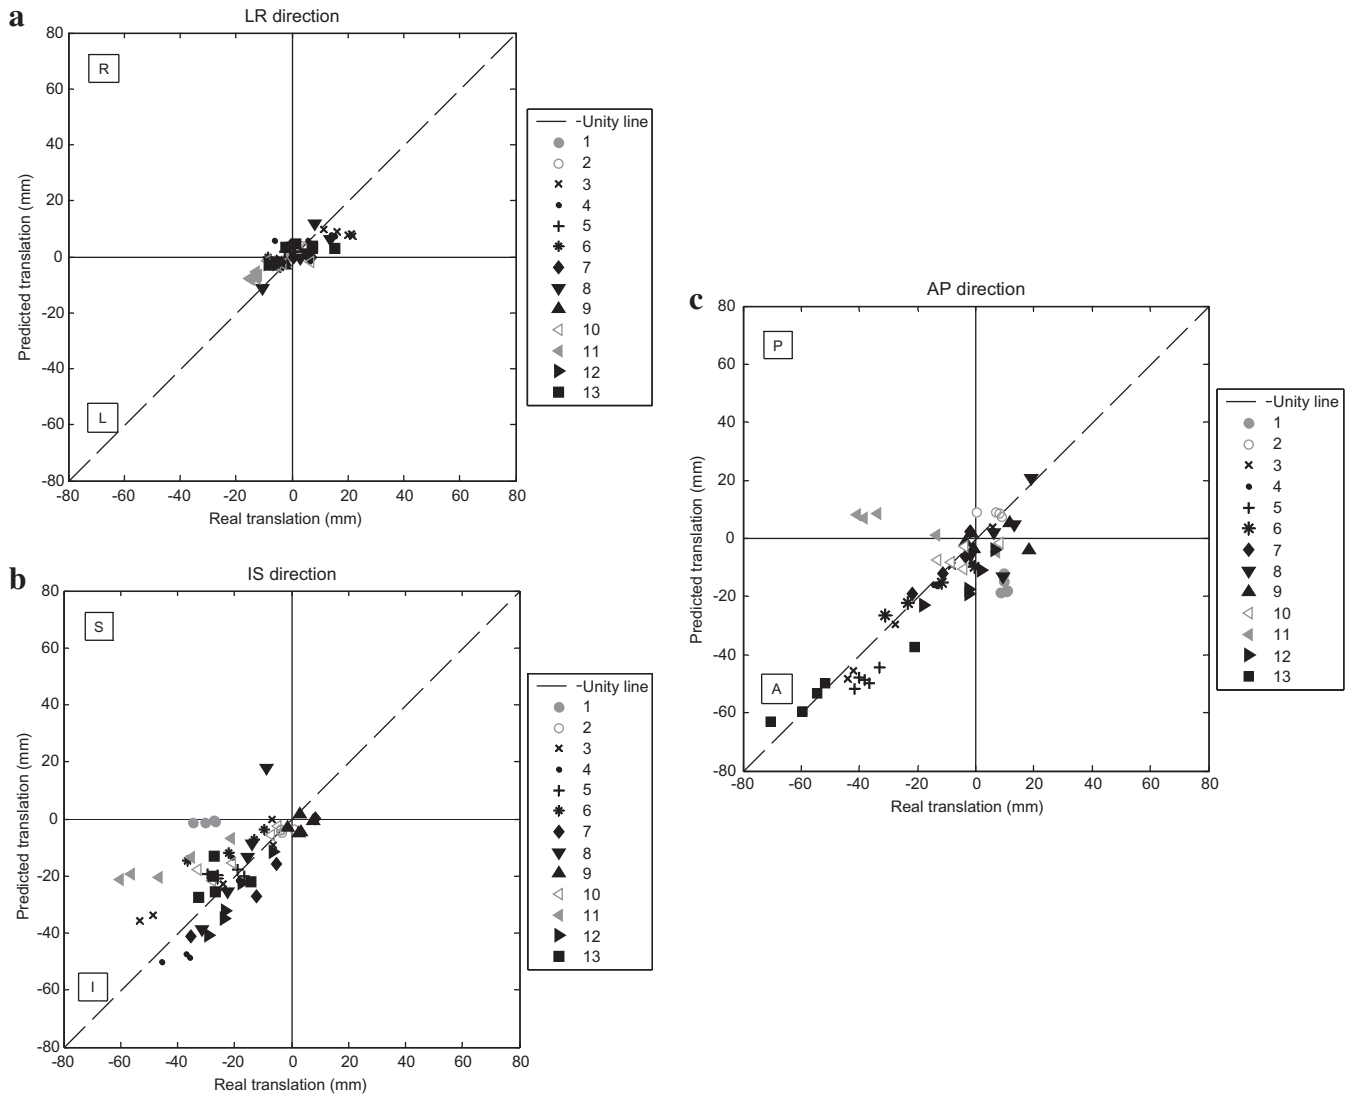 a
LR direction
80
60
40
20
0
-20
-40
-60
-80
Predicted translation (mm)
R
L
-80 -60 -40 -20 0 20 40 60 80
Real translation (mm)
-Unity line
1
2
3
4
5
6
7
8
9
10
11
12
13
b
IS direction
80
60
40
20
0
-20
-40
-60
-80
Predicted translation (mm)
S
I
-80 -60 -40 -20 0 20 40 60 80
Real translation (mm)
-Unity line
1
2
3
4
5
6
7
8
9
10
11
12
13
c
AP direction
80
60
40
20
0
-20
-40
-60
-80
Predicted translation (mm)
P
A
-80 -60 -40 -20 0 20 40 60 80
Real translation (mm)
-Unity line
1
2
3
4
5
6
7
8
9
10
11
12
13